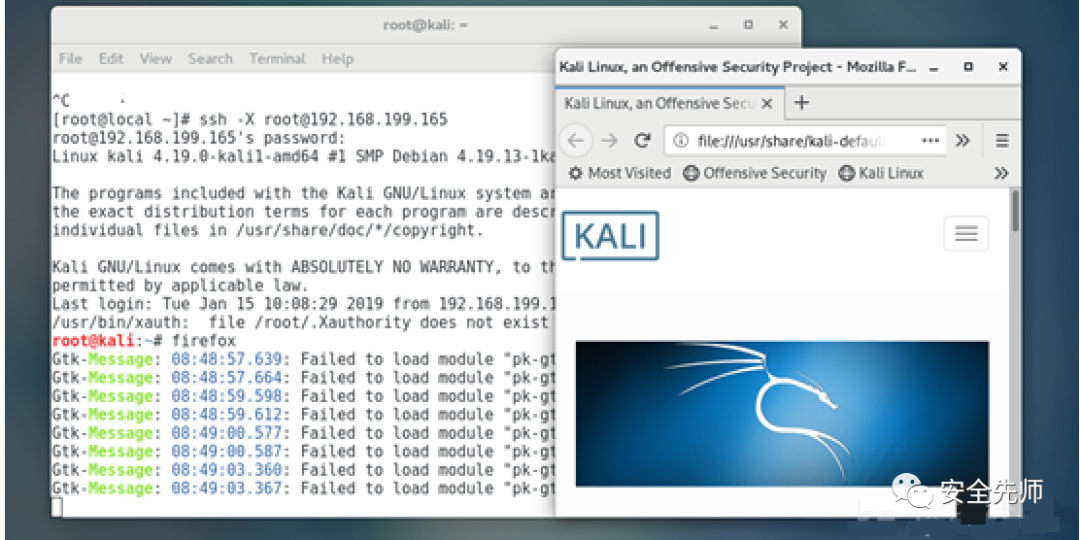 root@kali: ~
File Edit View Search Terminal Help
^C
[root@local ~]# ssh -X root@192.168.199.165
root@192.168.199.165's password:
Linux kali 4.19.0-kali1-amd64 #1 SMP Debian 4.19.13-1ka
The programs included with the Kali GNU/Linux system ar
the exact distribution terms for each program are descr
individual files in /usr/share/doc/*/copyright.
Kali GNU/Linux comes with ABSOLUTELY NO WARRANTY, to th
permitted by applicable law.
Last login: Tue Jan 15 10:08:29 2019 from 192.168.199.1
/usr/bin/xauth:  file /root/.Xauthority does not exist
root@kali:~# firefox
Gtk-Message: 08:48:57.639: Failed to load module "pk-gt
Gtk-Message: 08:48:57.664: Failed to load module "pk-gt
Gtk-Message: 08:48:59.598: Failed to load module "pk-gt
Gtk-Message: 08:48:59.612: Failed to load module "pk-gt
Gtk-Message: 08:49:00.577: Failed to load module "pk-gt
Gtk-Message: 08:49:00.587: Failed to load module "pk-gt
Gtk-Message: 08:49:03.360: Failed to load module "pk-gt
Gtk-Message: 08:49:03.367: Failed to load module "pk-gt
Kali Linux, an Offensive Security Project - Mozilla F...
Kali Linux, an Offensive Secu
file:///usr/share/kali-defaul
Most Visited Offensive Security Kali Linux
KALI
安全先师